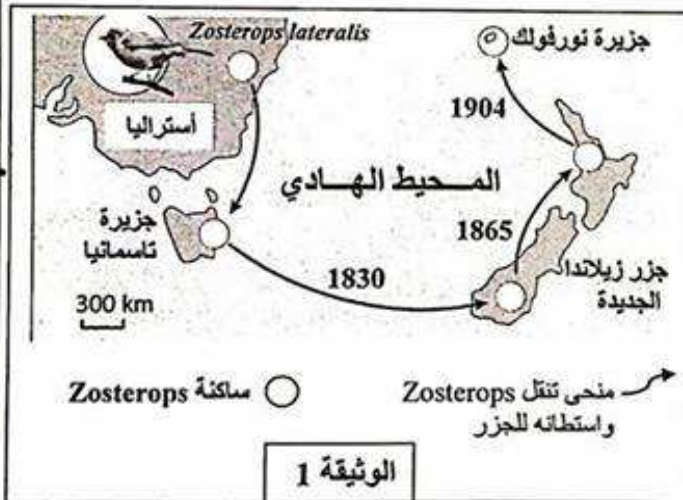 Zosterops lateralis
جزيرة نورفولك
1904
أستراليا
المحيط الهادي
جزيرة
تاسمانيا
1865
1830
جزر زيلاندا
الجديدة
300 km
ساكنة Zosterops
منحى تنقل Zosterops
واستطانه للجزر
الوثيقة 1